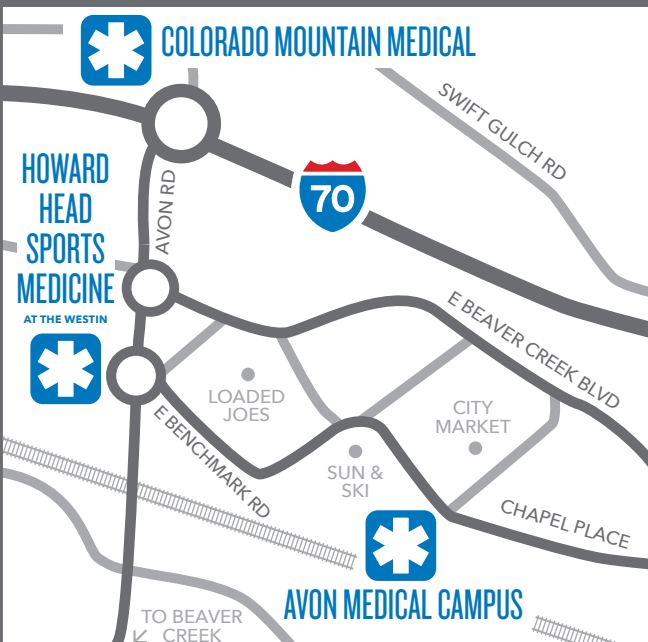 COLORADO MOUNTAIN MEDICAL
SWIFT GULCH RD
HOWARD
HEAD
SPORTS
MEDICINE
AT THE WESTIN
AVON RD
70
E BEAVER CREEK BLVD
LOADED
JOES
CITY
MARKET
E BENCHMARK RD
SUN &
SKI
CHAPEL PLACE
AVON MEDICAL CAMPUS
TO BEAVER
CREEK